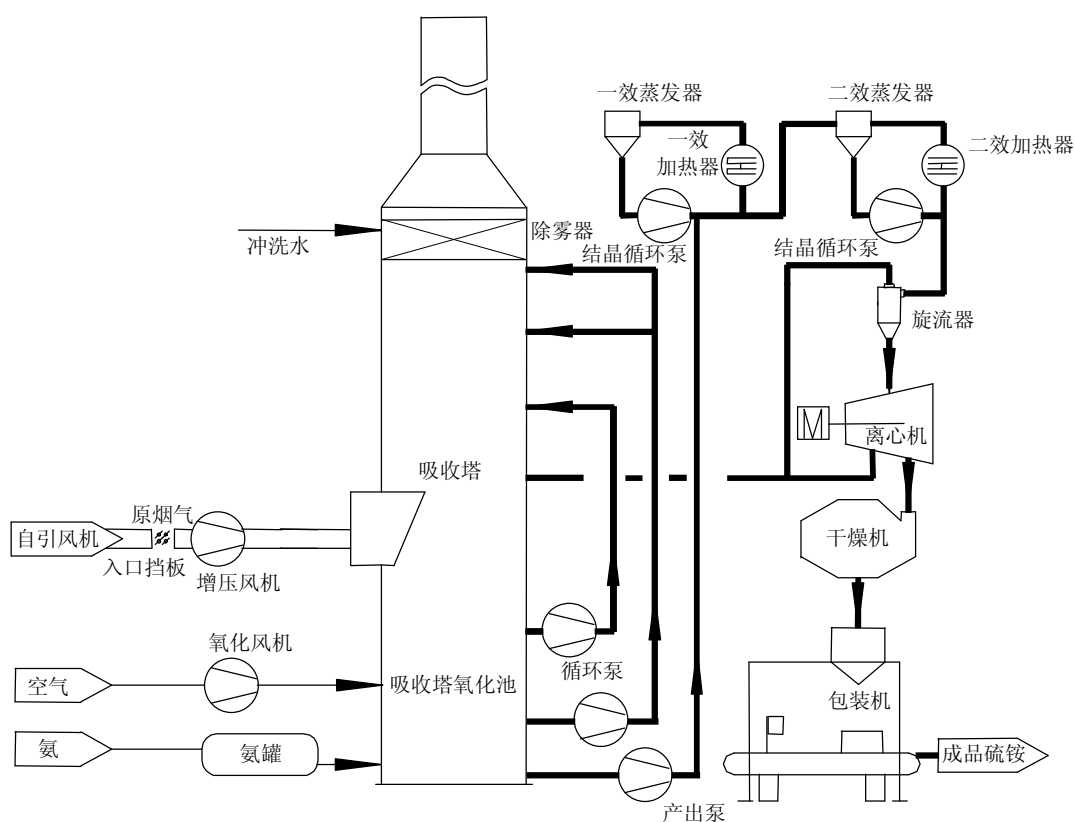 一效蒸发器
二效蒸发器
一效
加热器
二效加热器
冲洗水
除雾器
结晶循环泵
结晶循环泵
旋流器
M
离心机
吸收塔
原烟气
自引风机
入口挡板
增压风机
干燥机
氧化风机
循环泵
空气
吸收塔氧化池
包装机
氨
氨罐
成品硫铵
产出泵